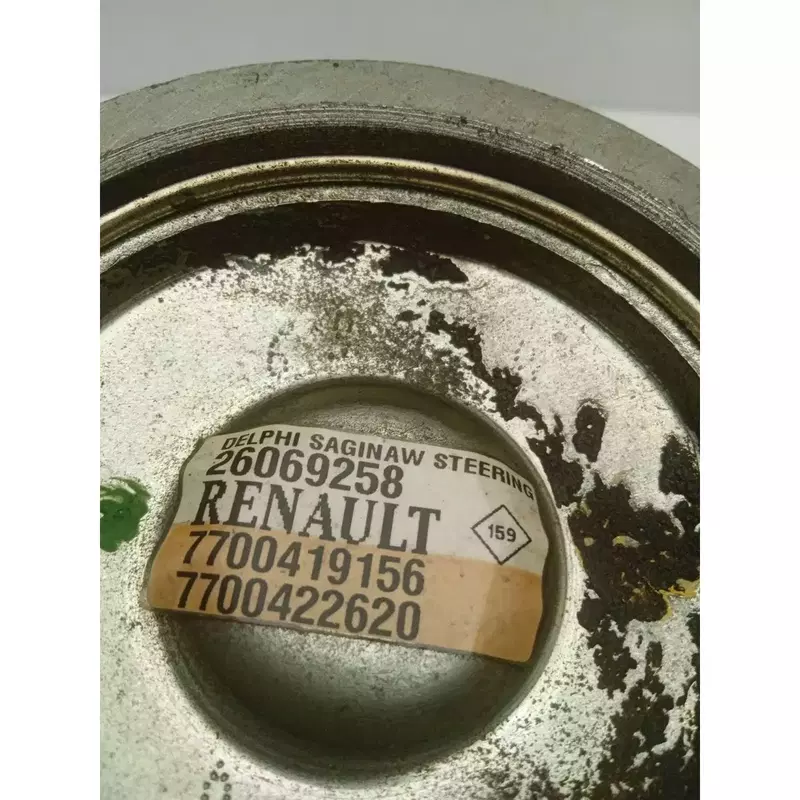 DELPHI SAGINAW STEERING
26069258
RENAULT
159
7700419156
7700422620